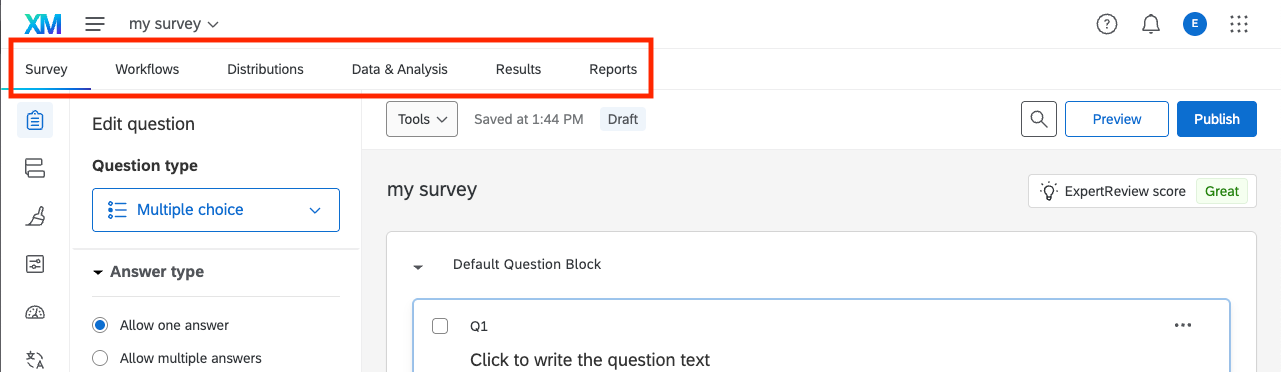 XM my survey E
Survey Workflows Distributions Data & Analysis Results Reports
Edit question
Tools Saved at 1:44 PM Draft Preview Publish
Question type
Multiple choice
my survey
ExpertReview score Great
Answer type
Default Question Block
Allow one answer
Q1
Allow multiple answers
Click to write the question text